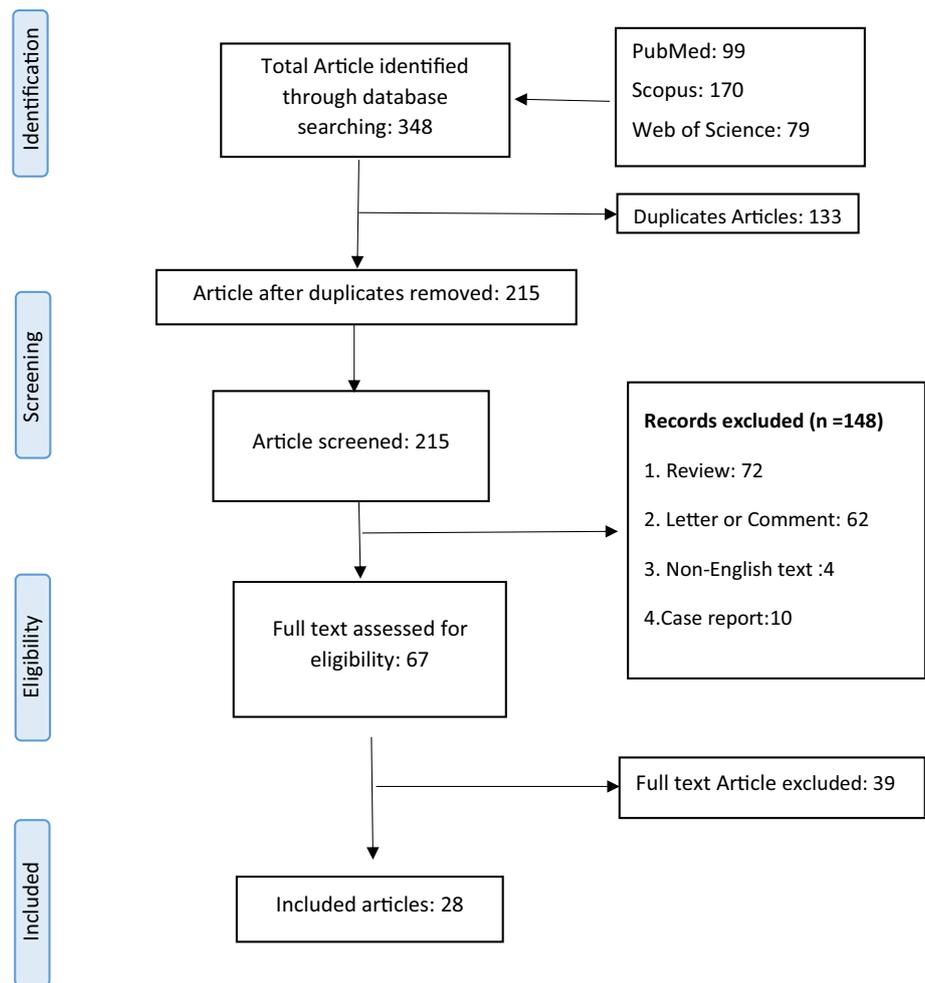 Identification
Total Article identified
through database
searching: 348
PubMed: 99
Scopus: 170
Web of Science: 79
Duplicates Articles: 133
Article after duplicates removed: 215
Screening
Article screened: 215
Records excluded (n =148)
1. Review: 72
2. Letter or Comment: 62
3. Non-English text :4
4.Case report:10
Eligibility
Full text assessed for
eligibility: 67
Full text Article excluded: 39
Included
Included articles: 28